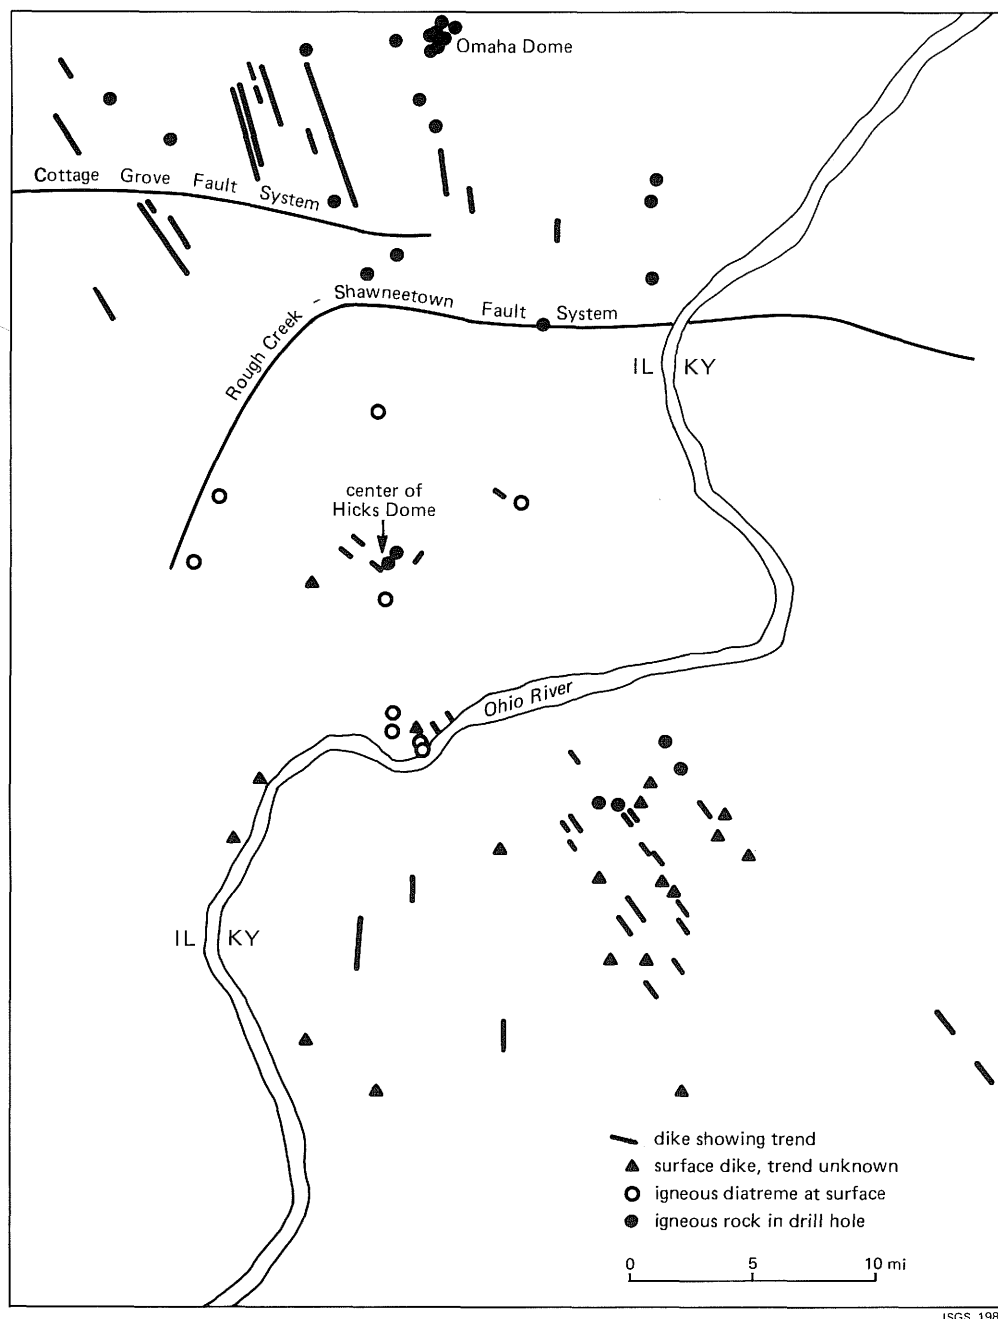 Omaha Dome
Cottage Grove Fault System
Rough Creek - Shawneetown Fault System
IL KY
center of
Hicks Dome
Ohio River
IL KY
dike showing trend
surface dike, trend unknown
igneous diatreme at surface
igneous rock in drill hole
0 5 10 mi
ISGS